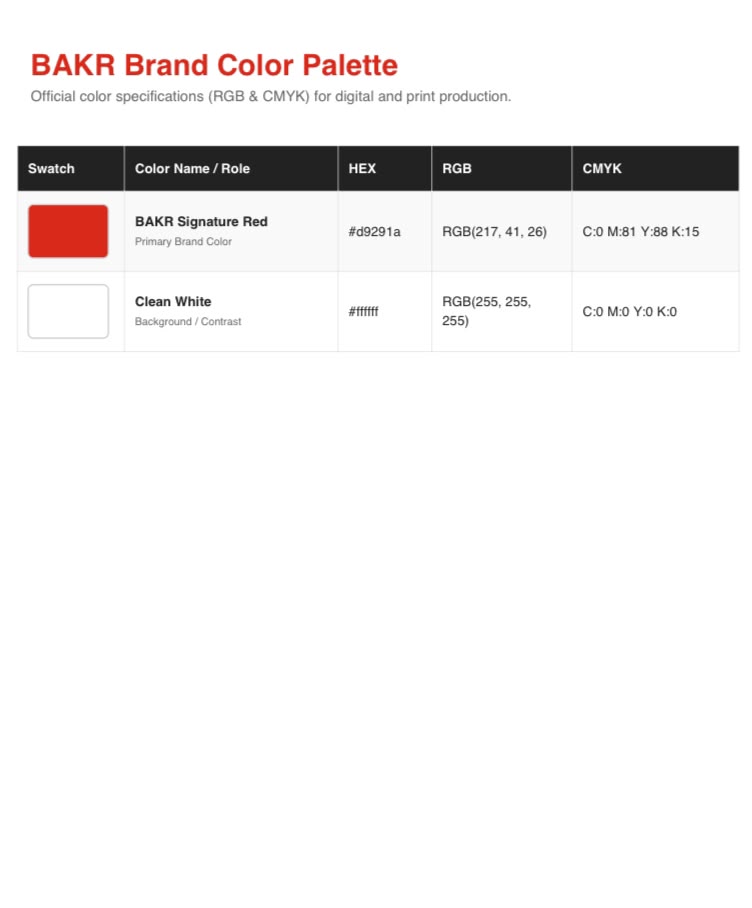 BAKR Brand Color Palette
Official color specifications (RGB & CMYK) for digital and print production.
Swatch Color Name / Role HEX RGB CMYK
BAKR Signature Red
Primary Brand Color
#d9291a RGB(217, 41, 26) C:0 M:81 Y:88 K:15
Clean White
Background / Contrast
#ffffff RGB(255, 255,
255)
C:0 M:0 Y:0 K:0